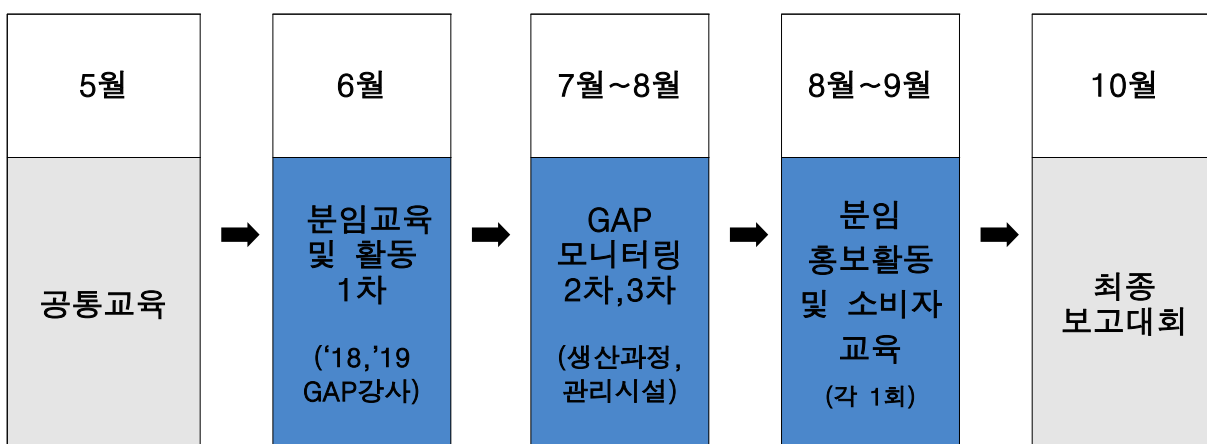 5월
6월
7월~8월
8월~9월
10월
공통교육
분임교육
및 활동
1차
(‘18,’19
GAP강사)
GAP
모니터링
2차,3차
(생산과정,
관리시설)
분임
홍보활동
및 소비자
교육
(각 1회)
최종
보고대회